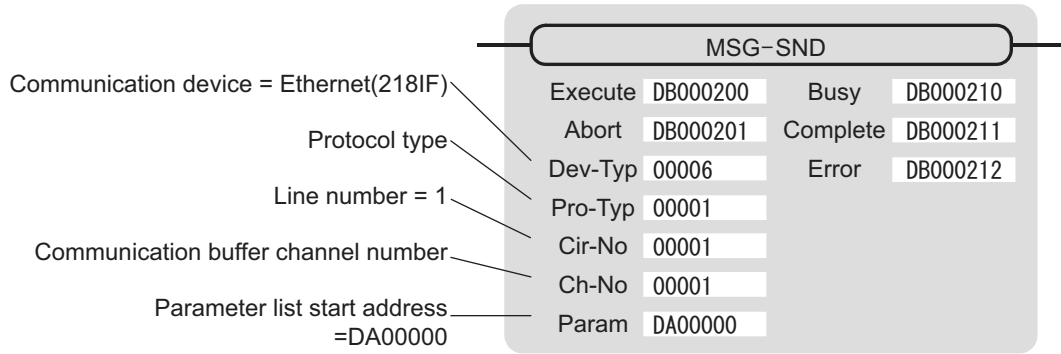 MSG-SND
Communication device = Ethernet(218IF)
Execute DB000200 Busy DB000210
Protocol type
Abort DB000201 Complete DB000211
Dev-Typ 00006 Error DB000212
Line number = 1
Pro-Typ 00001
Cir-No 00001
Communication buffer channel number
Ch-No 00001
Parameter list start address
=DA00000
Param DA00000